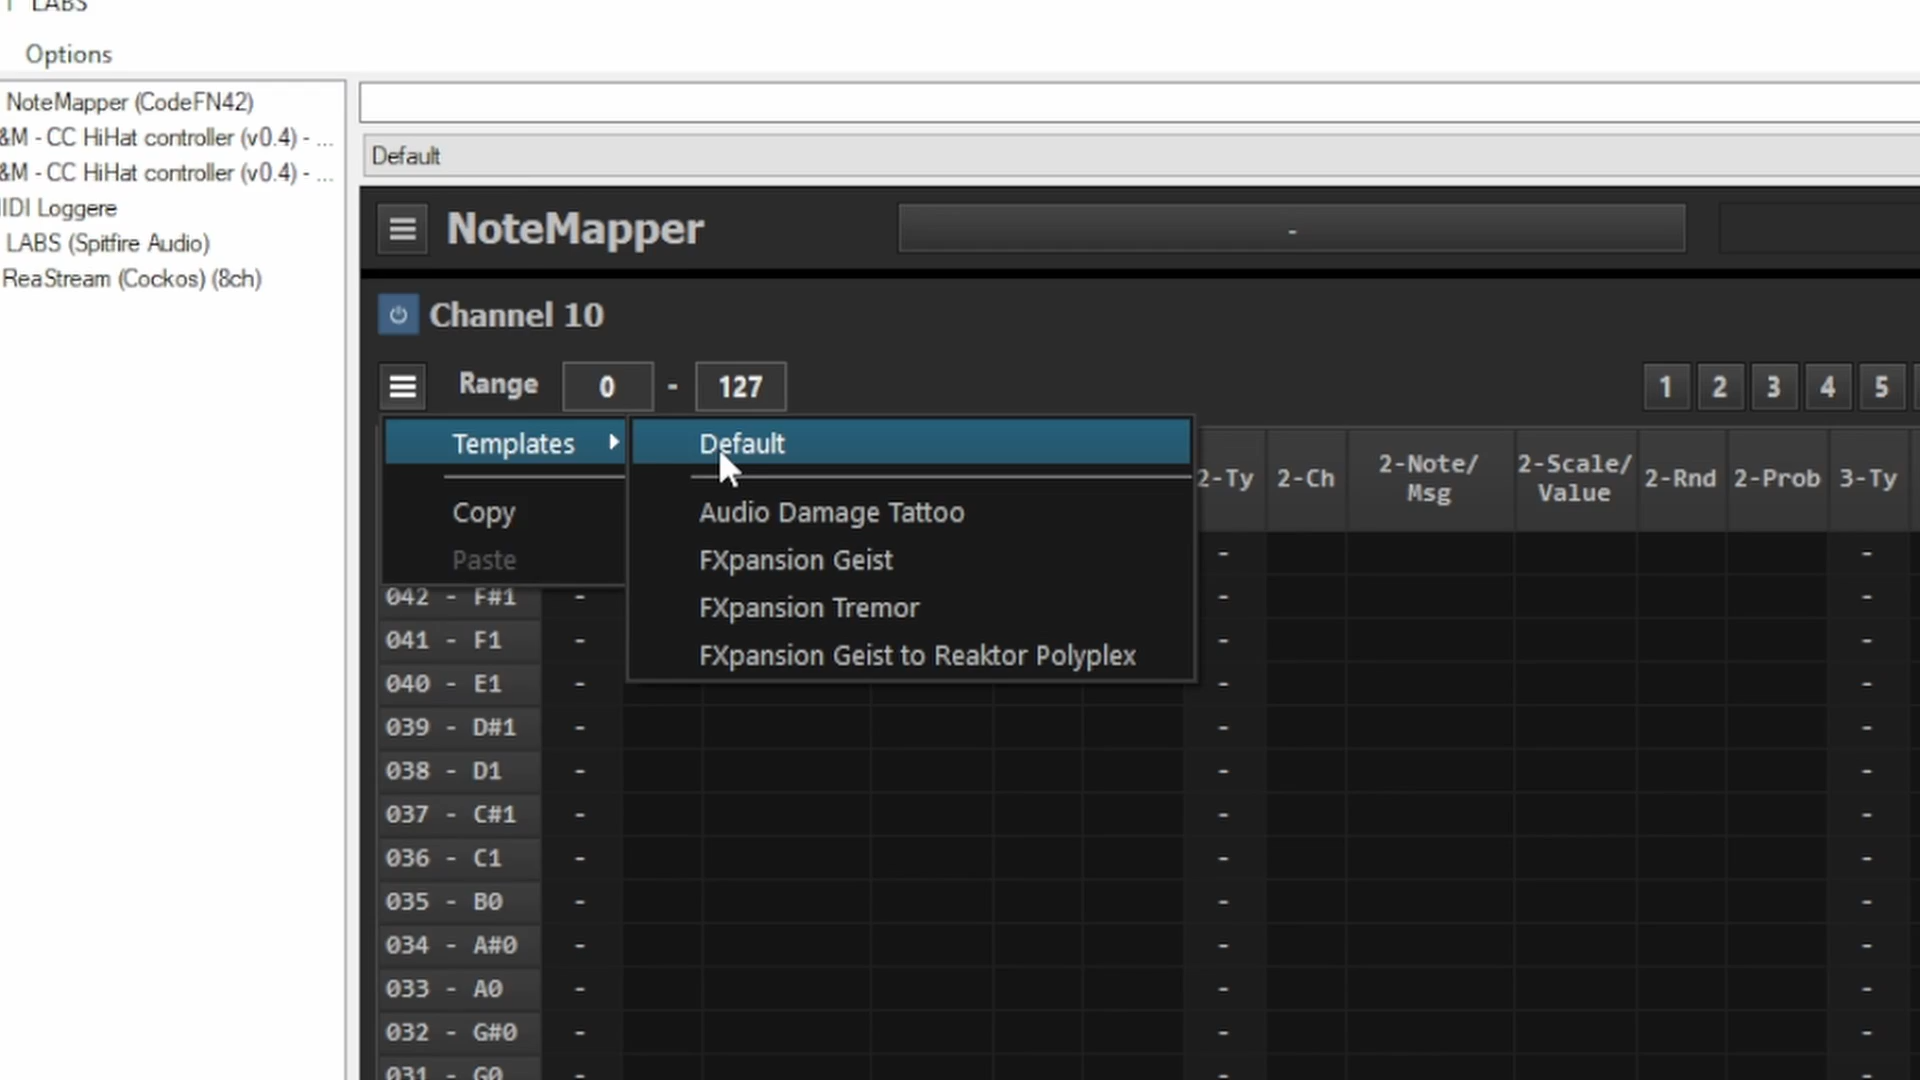 LABS
Options
NoteMapper (CodeFN42)
&M - CC HiHat controller (v0.4) - ...
&M - CC HiHat controller (v0.4) - ...
IDI Loggere
LABS (Spitfire Audio)
ReaStream (Cockos) (8ch)
Default
NoteMapper
-
Channel 10
Range 0 - 127
1 2 3 4 5
Templates
Copy
Paste
Default
Audio Damage Tattoo
FXpansion Geist
FXpansion Tremor
FXpansion Geist to Reaktor Polyplex
2-Ty 2-Ch 2-Note/ Msg 2-Scale/ Value 2-Rnd 2-Prob 3-Ty
- -
042 - F#1 - - -
041 - F1 - - -
040 - E1 - - -
039 - D#1 - - -
038 - D1 - - -
037 - C#1 - - -
036 - C1 - - -
035 - B0 - - -
034 - A#0 - - -
033 - A0 - - -
032 - G#0 - - -
031 - G0 - - -